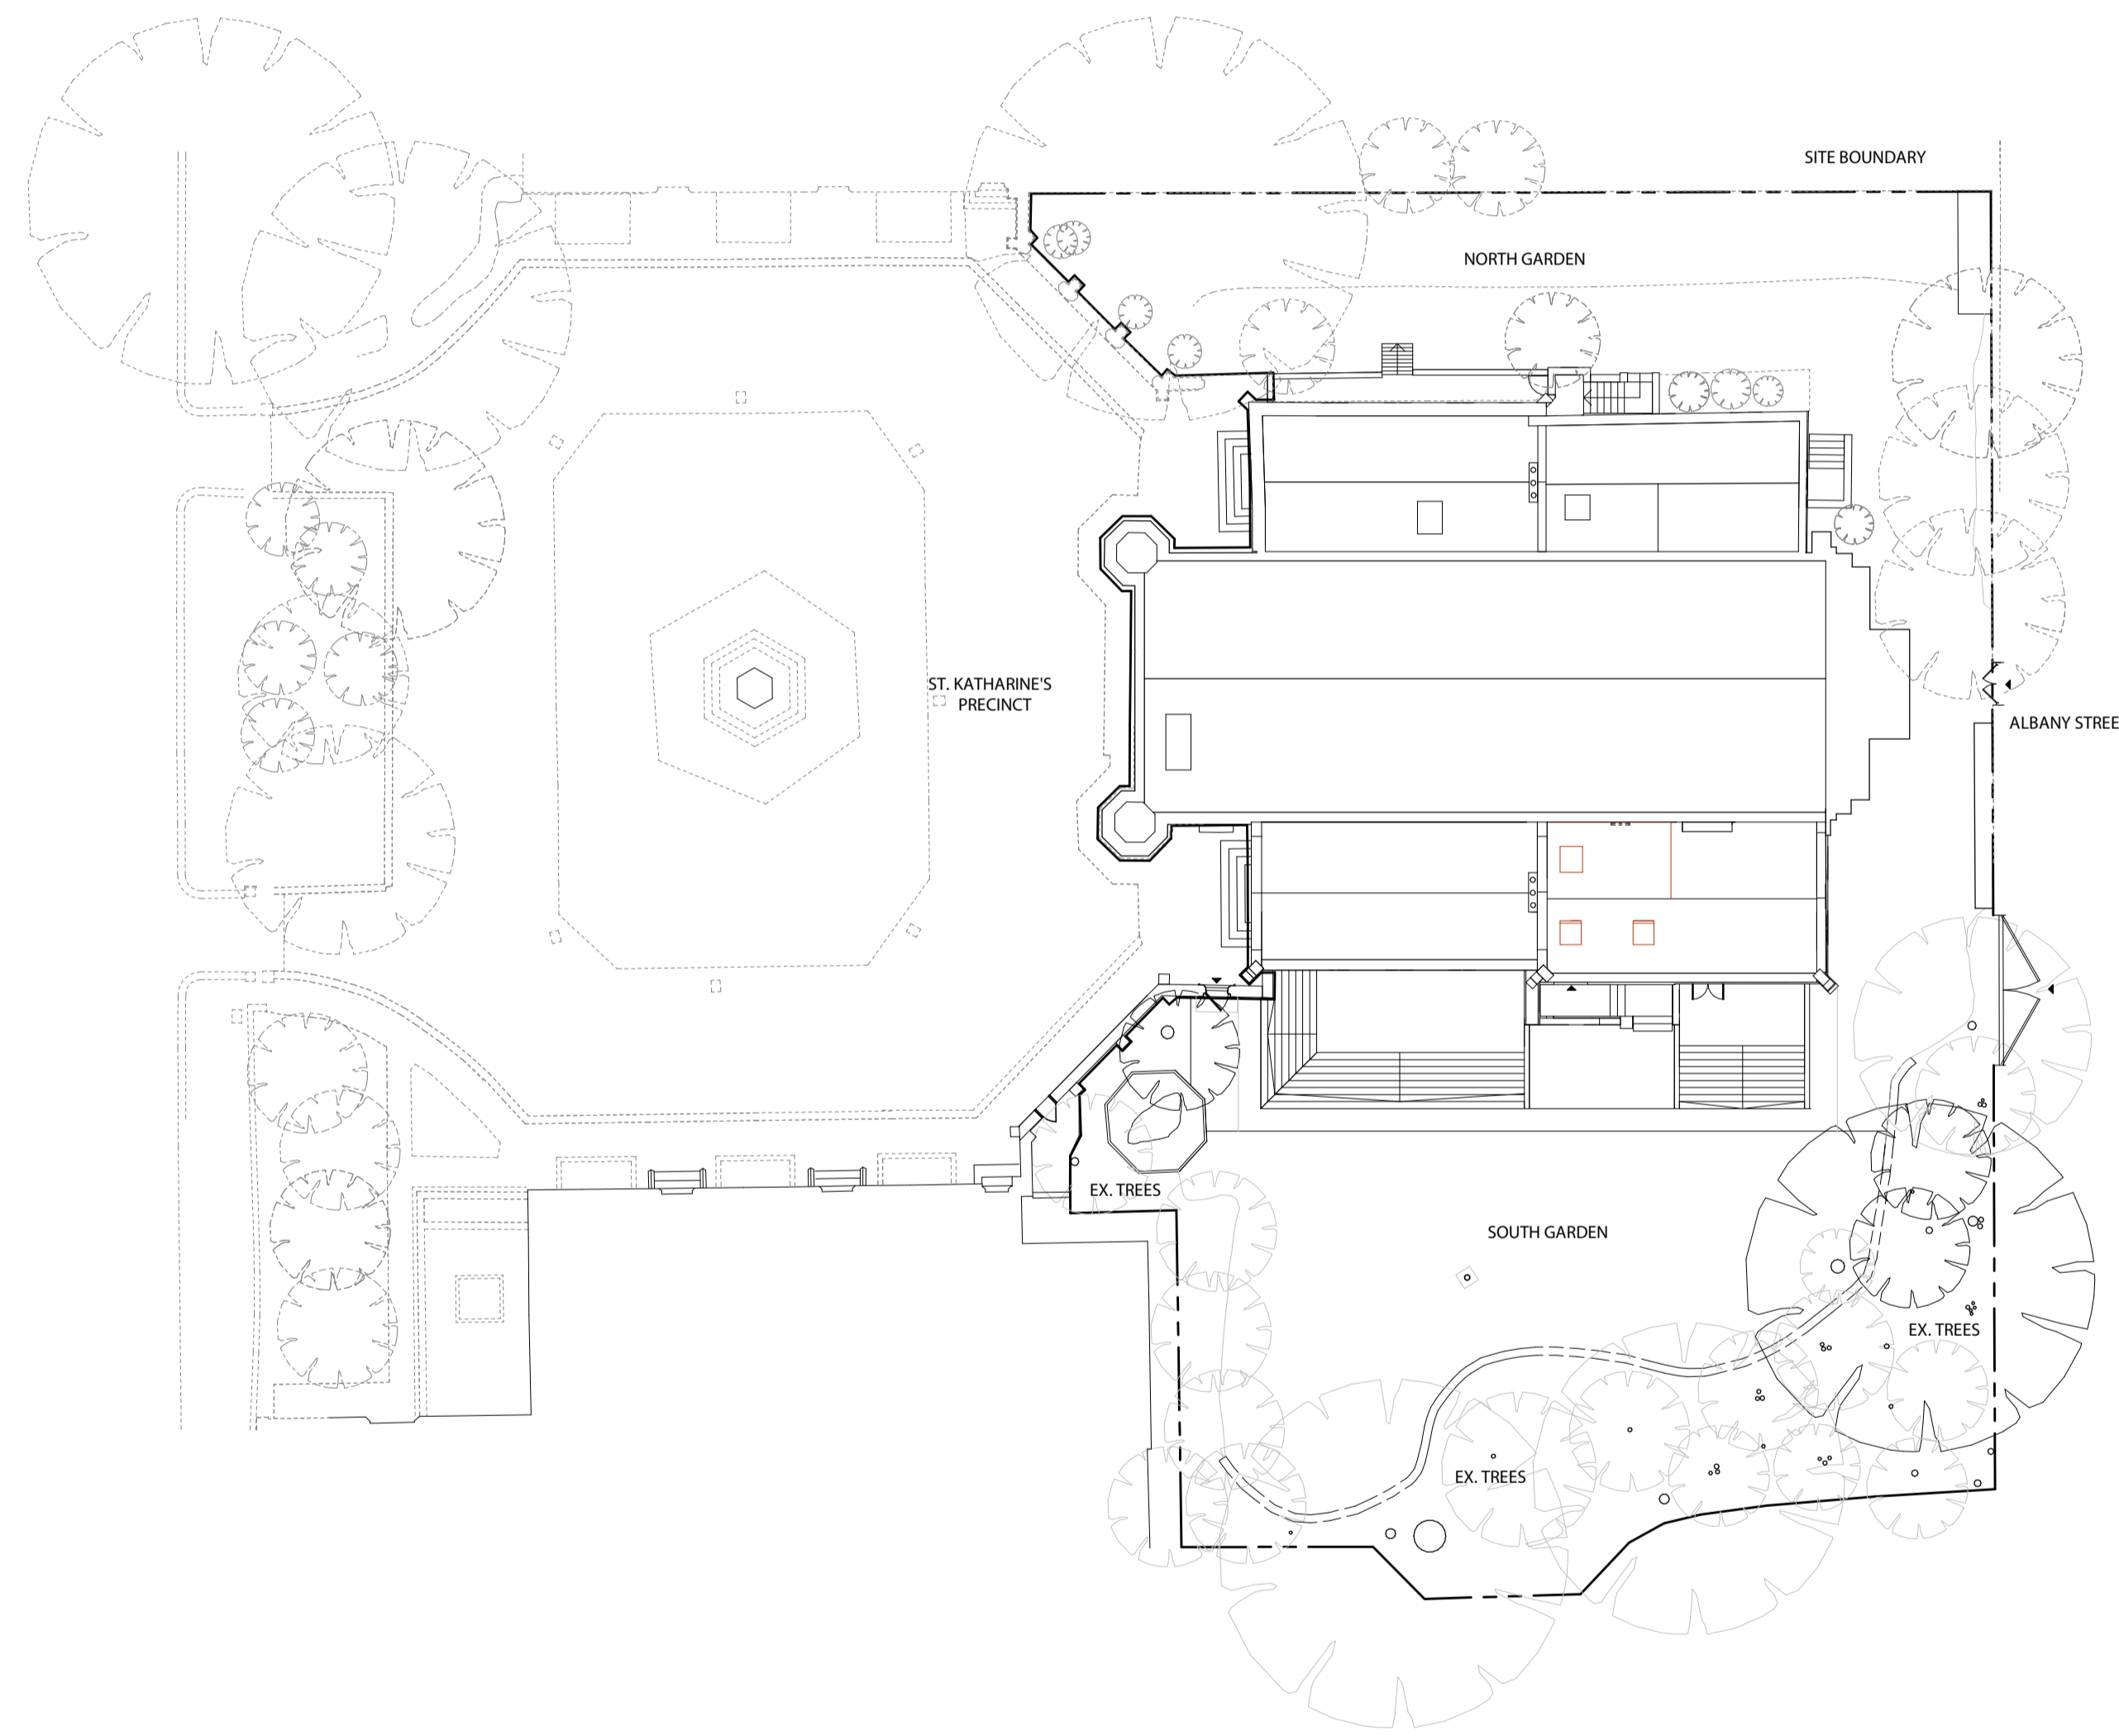 SITE BOUNDARY
NORTH GARDEN
ST. KATHARINE'S
PRECINCT
ALBANY STREE
EX. TREES
SOUTH GARDEN
EX. TREES
EX. TREES